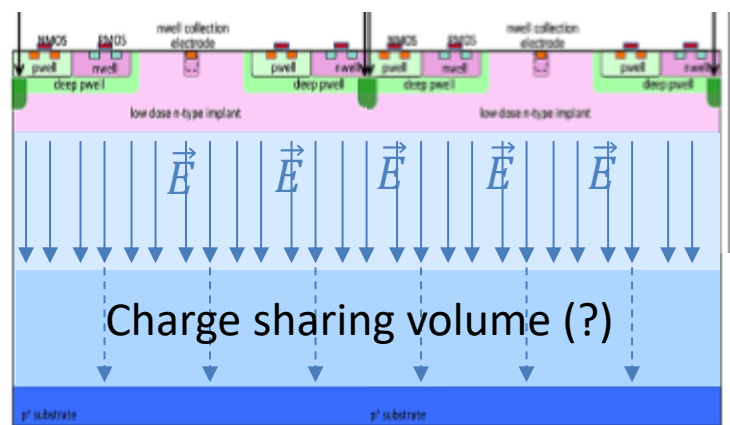 nwell collection
electrode
nwell collection
electrode
NMOS PMOS
NMOS PMOS
pwell nwell
pwell nwell
pwell nwell
pwell nwell
deep pwell
deep pwell
deep pwell
deep pwell
low dose n-type implant
low dose n-type implant
E E E E E
Charge sharing volume (?)
p⁺ substrate
p⁺ substrate